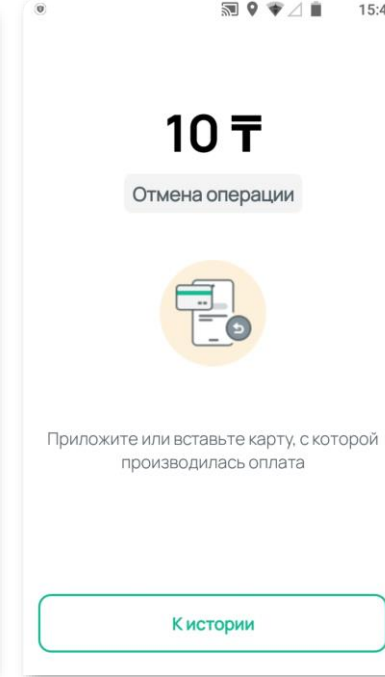 15:4
10 ₸
Отмена операции
Приложите или вставьте карту, с которой
производилась оплата
К истории